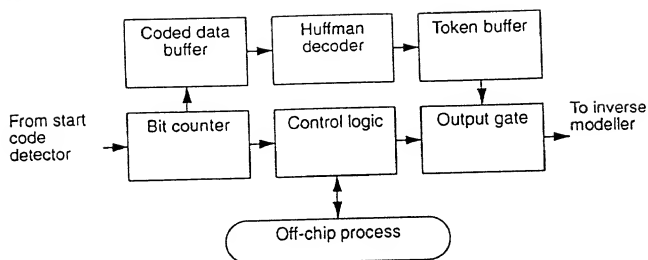 Coded data
buffer
Huffman
decoder
Token buffer
From start
code
detector
Bit counter
Control logic
Output gate
To inverse
modeller
Off-chip process